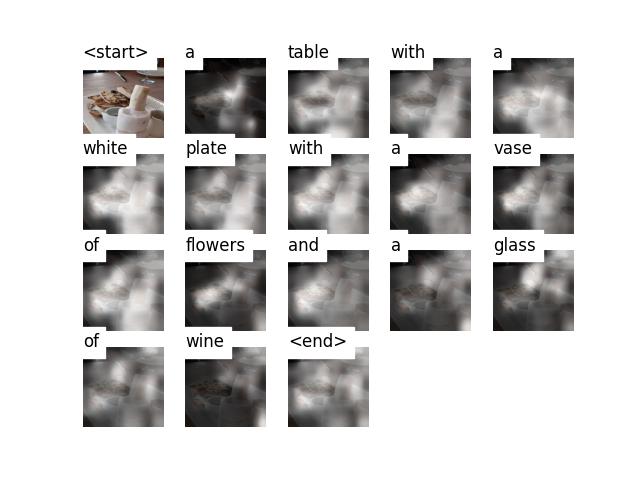 <start> a table with a
white plate with a vase
of flowers and a glass
of wine <end>